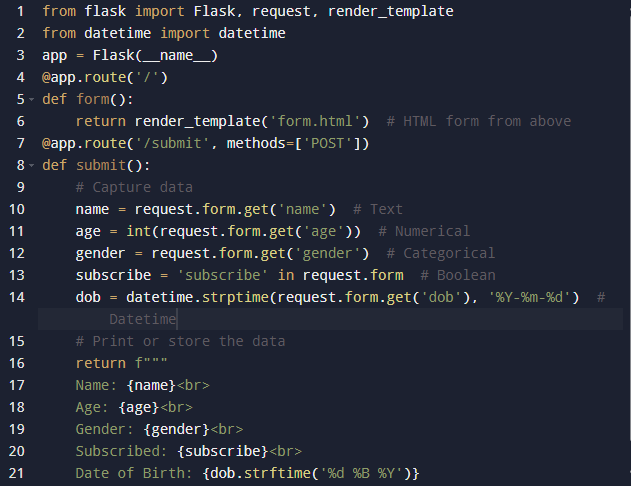 1 from flask import Flask, request, render_template
2 from datetime import datetime
3 app = Flask(__name__)
4 @app.route('/')
5 def form():
6     return render_template('form.html')  # HTML form from above
7 @app.route('/submit', methods=['POST'])
8 def submit():
9     # Capture data
10     name = request.form.get('name')  # Text
11     age = int(request.form.get('age'))  # Numerical
12     gender = request.form.get('gender')  # Categorical
13     subscribe = 'subscribe' in request.form  # Boolean
14     dob = datetime.strptime(request.form.get('dob'), '%Y-%m-%d')  #
Datetime
15     # Print or store the data
16     return f"""
17     Name: {name}<br>
18     Age: {age}<br>
19     Gender: {gender}<br>
20     Subscribed: {subscribe}<br>
21     Date of Birth: {dob.strftime('%d %B %Y')}